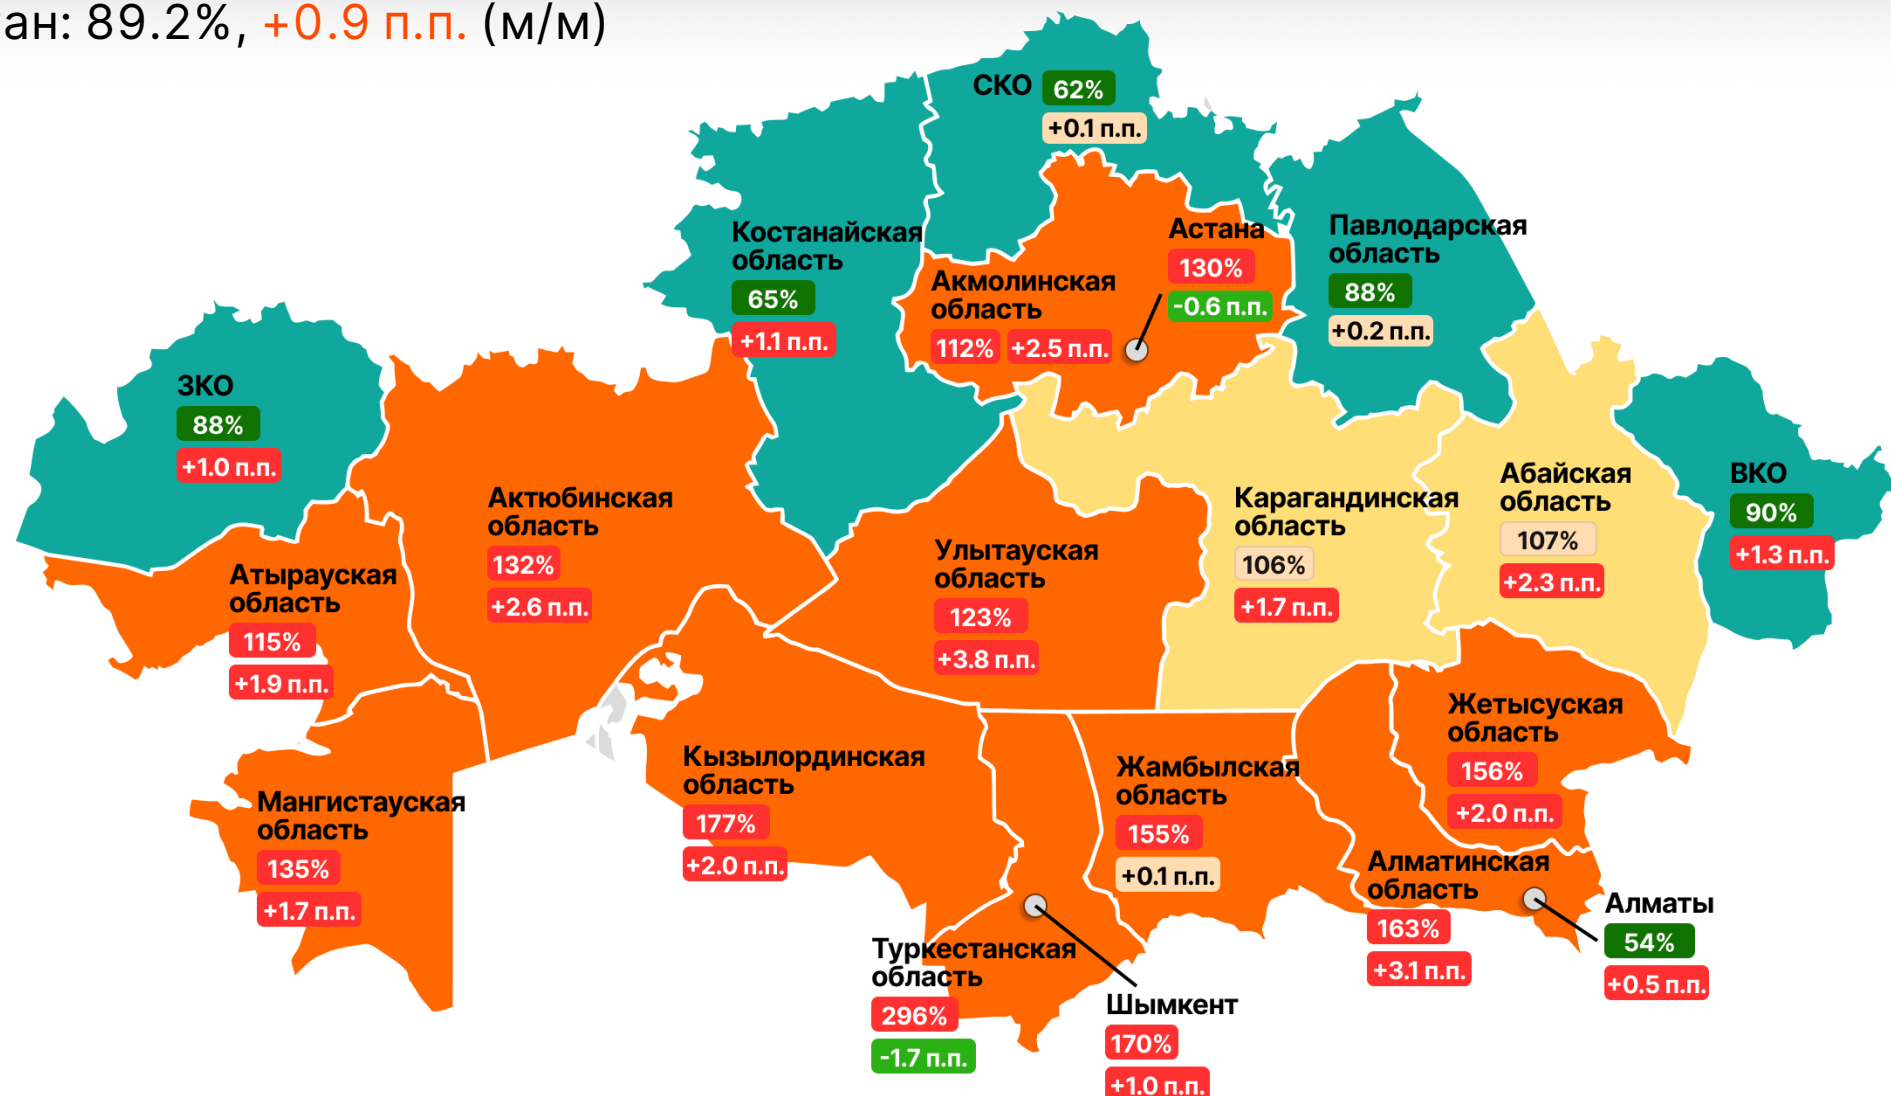 ан: 89.2%, +0.9 п.п. (м/м)
СКО 62%
+0.1 п.п.
Костанайская
область
65%
+1.1 п.п.
Акмолинская
область
112% +2.5 п.п.
Астана
130%
-0.6 п.п.
Павлодарская
область
88%
+0.2 п.п.
ЗКО
88%
+1.0 п.п.
Актюбинская
область
132%
+2.6 п.п.
Атырауская
область
115%
+1.9 п.п.
Улытауская
область
123%
+3.8 п.п.
Карагандинская
область
106%
+1.7 п.п.
Абайская
область
107%
+2.3 п.п.
ВКО
90%
+1.3 п.п.
Мангистауская
область
135%
+1.7 п.п.
Кызылординская
область
177%
+2.0 п.п.
Жамбылская
область
155%
+0.1 п.п.
Жетысуская
область
156%
+2.0 п.п.
Алматинская
область
163%
+3.1 п.п.
Алматы
54%
+0.5 п.п.
Туркестанская
область
296%
-1.7 п.п.
Шымкент
170%
+1.0 п.п.